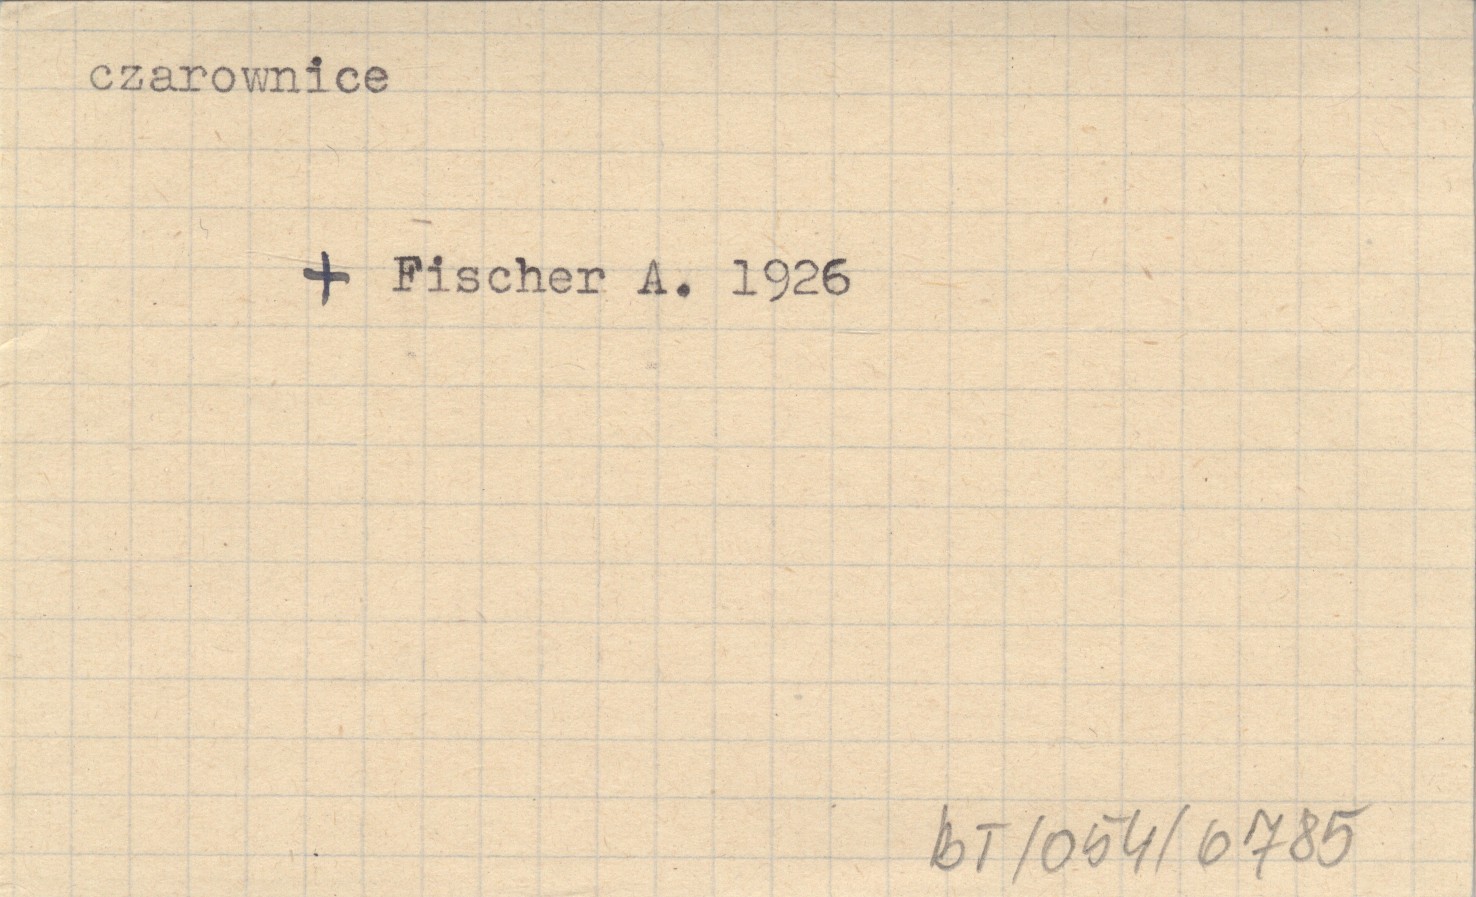 czarownice
+ Fischer A. 1926
bT/054/6785